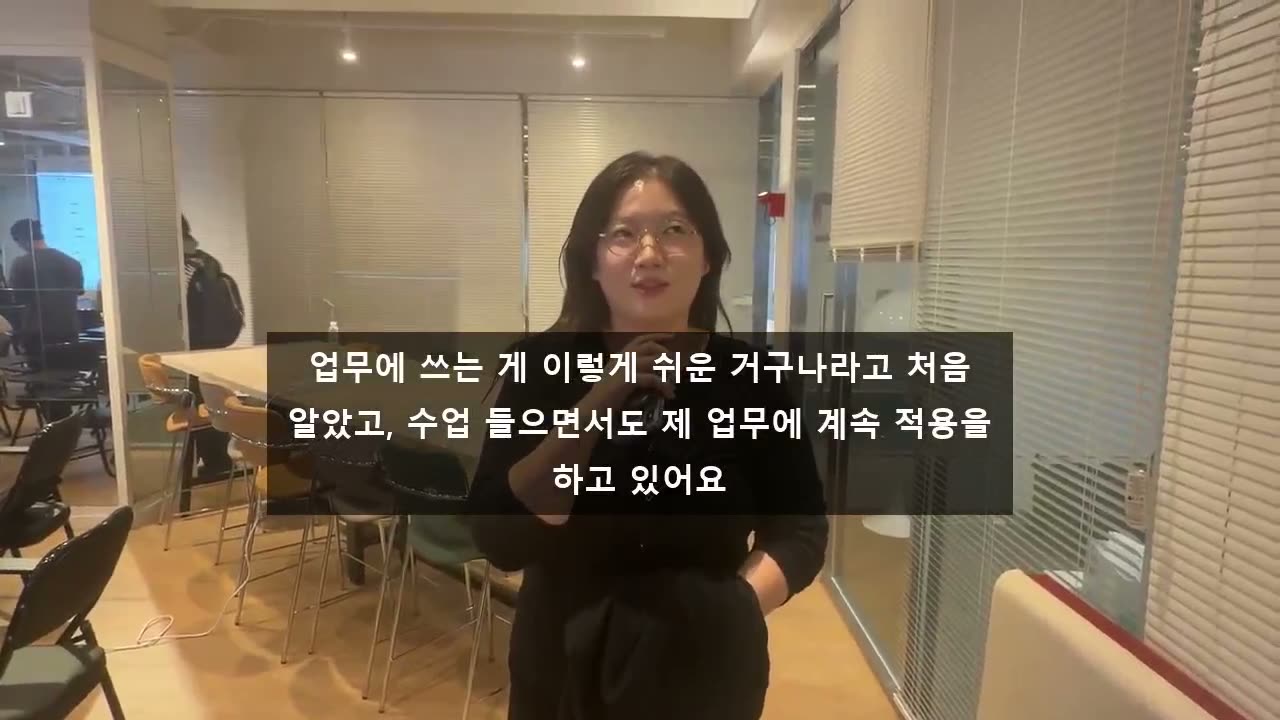 업무에 쓰는 게 이렇게 쉬운 거구나라고 처음
알았고, 수업 들으면서도 제 업무에 계속 적용을
하고 있어요